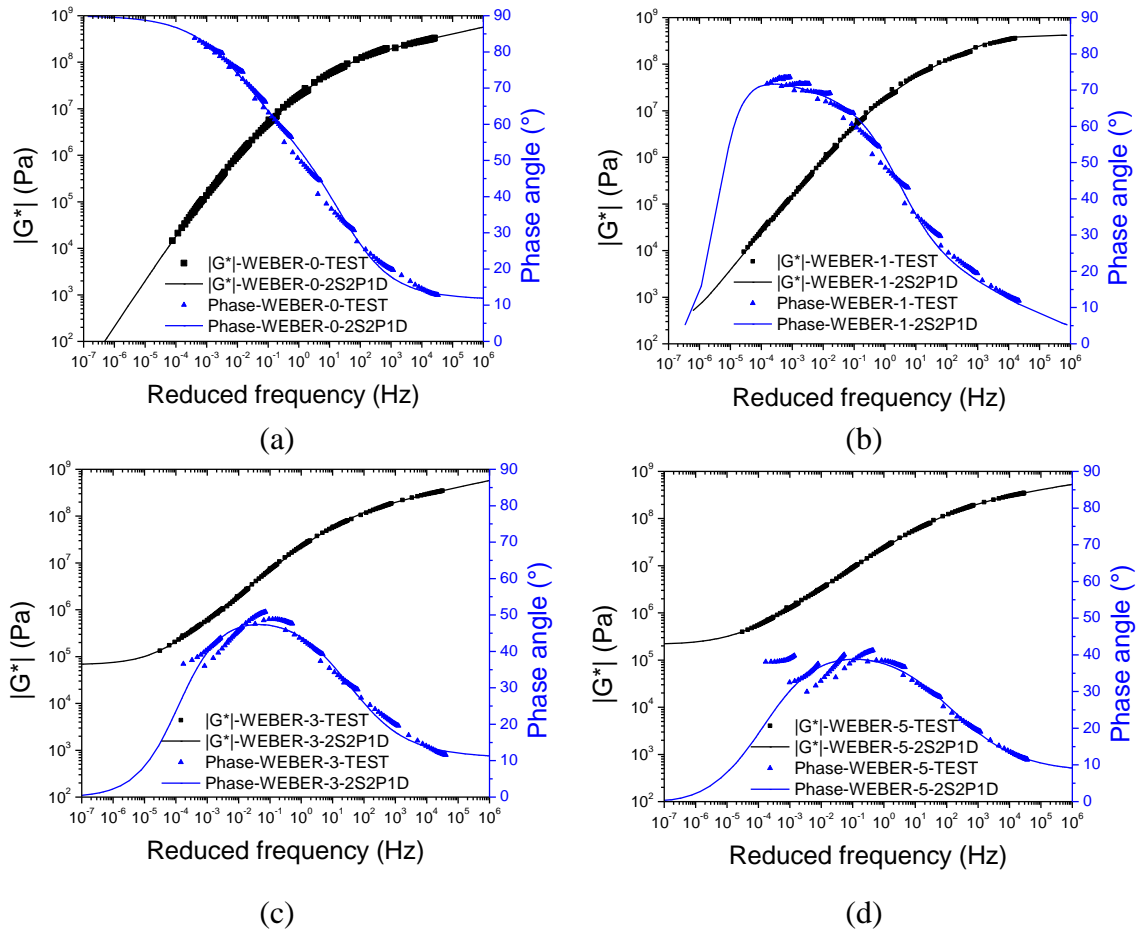 10⁹ 10⁸ 10⁷ 10⁶ 10⁵ 10⁴ 10³ 10²
|G*| (Pa)
90 80 70 60 50 40 30 20 10 0
Phase angle (°)
|G*|-WEBER-0-TEST
|G*|-WEBER-0-2S2P1D
Phase-WEBER-0-TEST
Phase-WEBER-0-2S2P1D
10⁻⁷ 10⁻⁶ 10⁻⁵ 10⁻⁴ 10⁻³ 10⁻² 10⁻¹ 10⁰ 10¹ 10² 10³ 10⁴ 10⁵ 10⁶
Reduced frequency (Hz)
(a)
10⁹ 10⁸ 10⁷ 10⁶ 10⁵ 10⁴ 10³ 10²
|G*| (Pa)
90 80 70 60 50 40 30 20 10 0
Phase angle (°)
|G*|-WEBER-1-TEST
|G*|-WEBER-1-2S2P1D
Phase-WEBER-1-TEST
Phase-WEBER-1-2S2P1D
10⁻⁷ 10⁻⁶ 10⁻⁵ 10⁻⁴ 10⁻³ 10⁻² 10⁻¹ 10⁰ 10¹ 10² 10³ 10⁴ 10⁵ 10⁶
Reduced frequency (Hz)
(b)
10⁹ 10⁸ 10⁷ 10⁶ 10⁵ 10⁴ 10³ 10²
|G*| (Pa)
90 80 70 60 50 40 30 20 10 0
Phase angle (°)
|G*|-WEBER-3-TEST
|G*|-WEBER-3-2S2P1D
Phase-WEBER-3-TEST
Phase-WEBER-3-2S2P1D
10⁻⁷ 10⁻⁶ 10⁻⁵ 10⁻⁴ 10⁻³ 10⁻² 10⁻¹ 10⁰ 10¹ 10² 10³ 10⁴ 10⁵ 10⁶
Reduced frequency (Hz)
(c)
10⁹ 10⁸ 10⁷ 10⁶ 10⁵ 10⁴ 10³ 10²
|G*| (Pa)
90 80 70 60 50 40 30 20 10 0
Phase angle (°)
|G*|-WEBER-5-TEST
|G*|-WEBER-5-2S2P1D
Phase-WEBER-5-TEST
Phase-WEBER-5-2S2P1D
10⁻⁷ 10⁻⁶ 10⁻⁵ 10⁻⁴ 10⁻³ 10⁻² 10⁻¹ 10⁰ 10¹ 10² 10³ 10⁴ 10⁵ 10⁶
Reduced frequency (Hz)
(d)